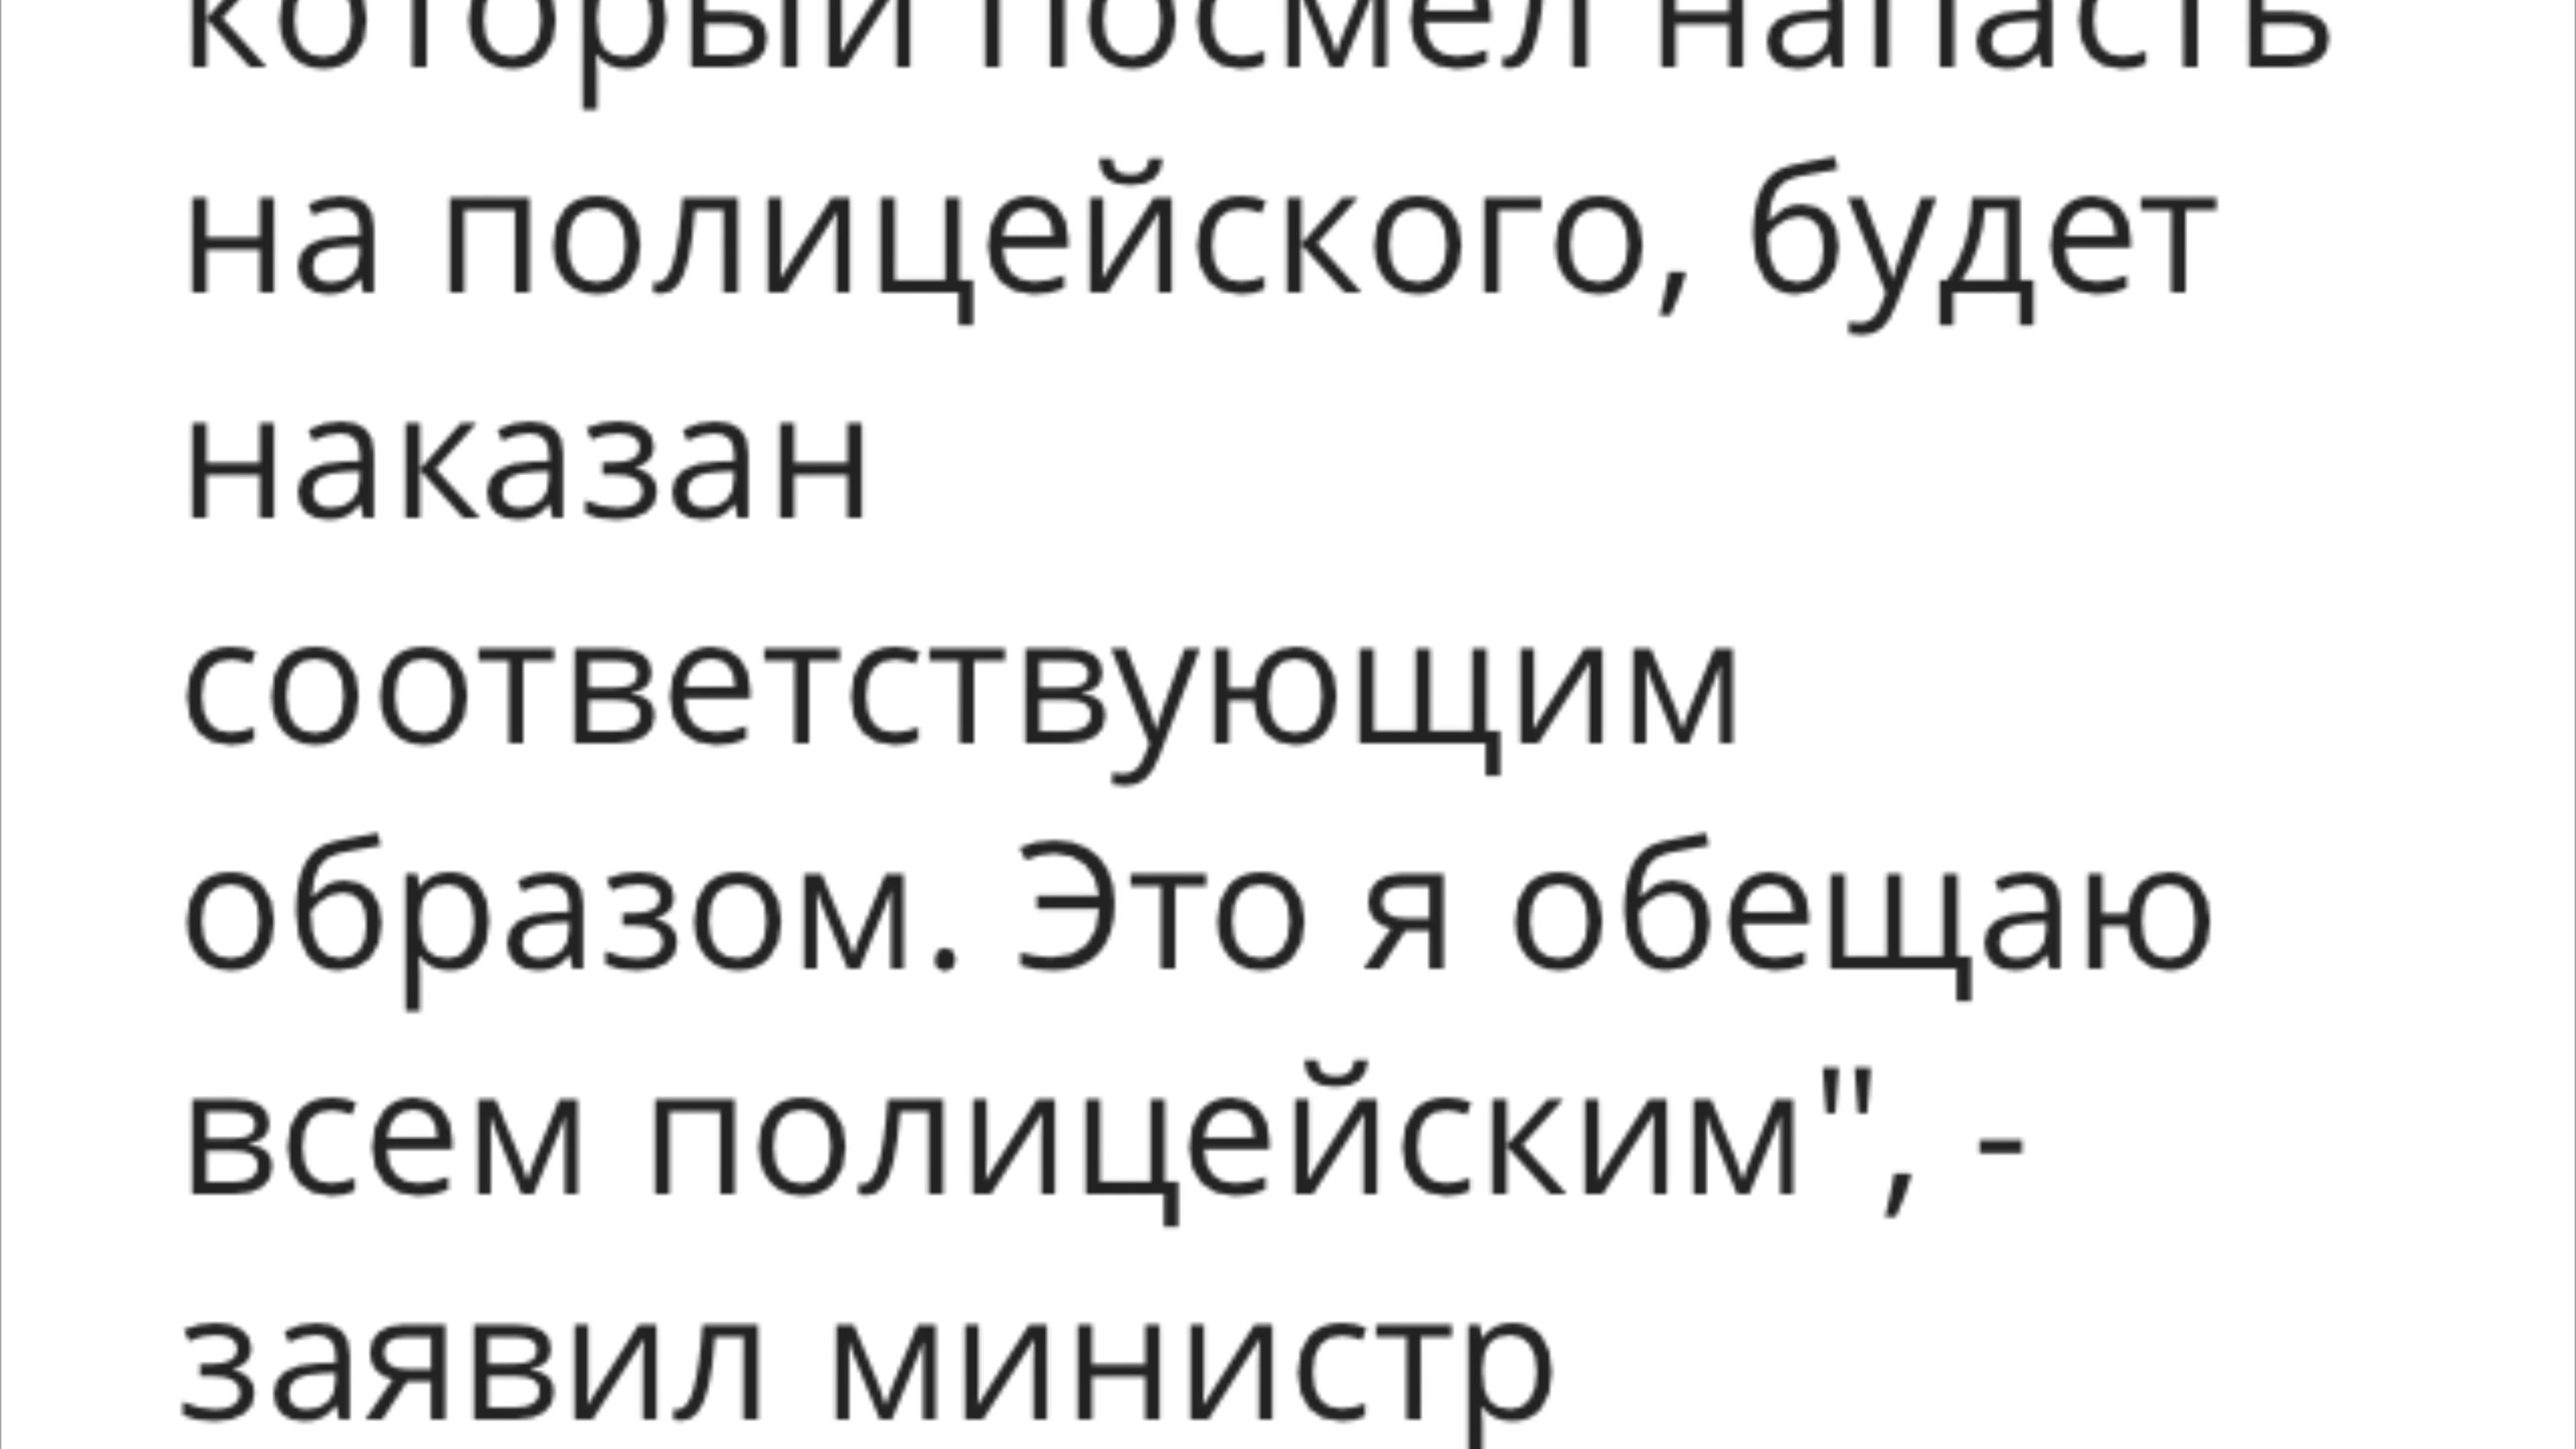 который посмел напасть
на полицейского, будет
наказан
соответствующим
образом. Это я обещаю
всем полицейским", -
заявил министр